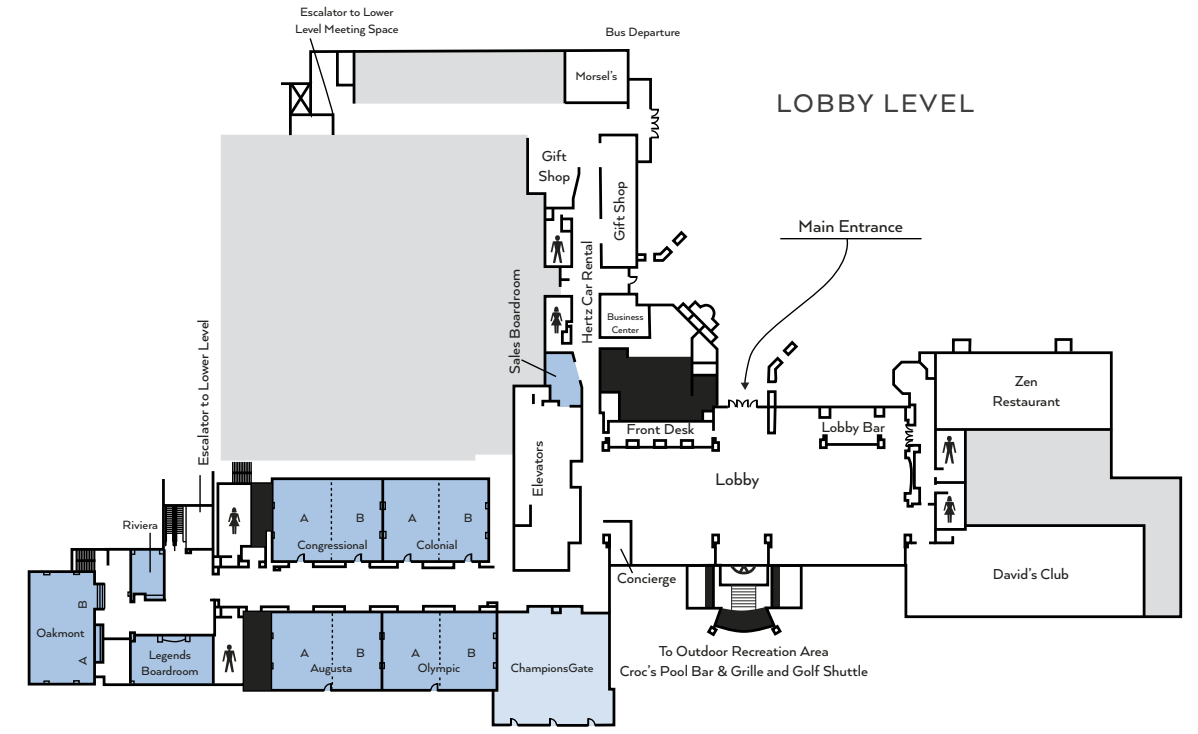 Escalator to Lower
Level Meeting Space
Bus Departure
Morsel's
LOBBY LEVEL
Gift
Shop
Gift Shop
Main Entrance
Hertz Car Rental
Sales Boardroom
Business
Center
Escalator to Lower Level
Zen
Restaurant
Front Desk
Lobby Bar
Elevators
Lobby
Riviera
A
B
A
B
Congressional
Colonial
Concierge
David's Club
B
Oakmont
A
Legends
Boardroom
A
B
A
B
Augusta
Olympic
ChampionsGate
To Outdoor Recreation Area
Croc's Pool Bar & Grille and Golf Shuttle